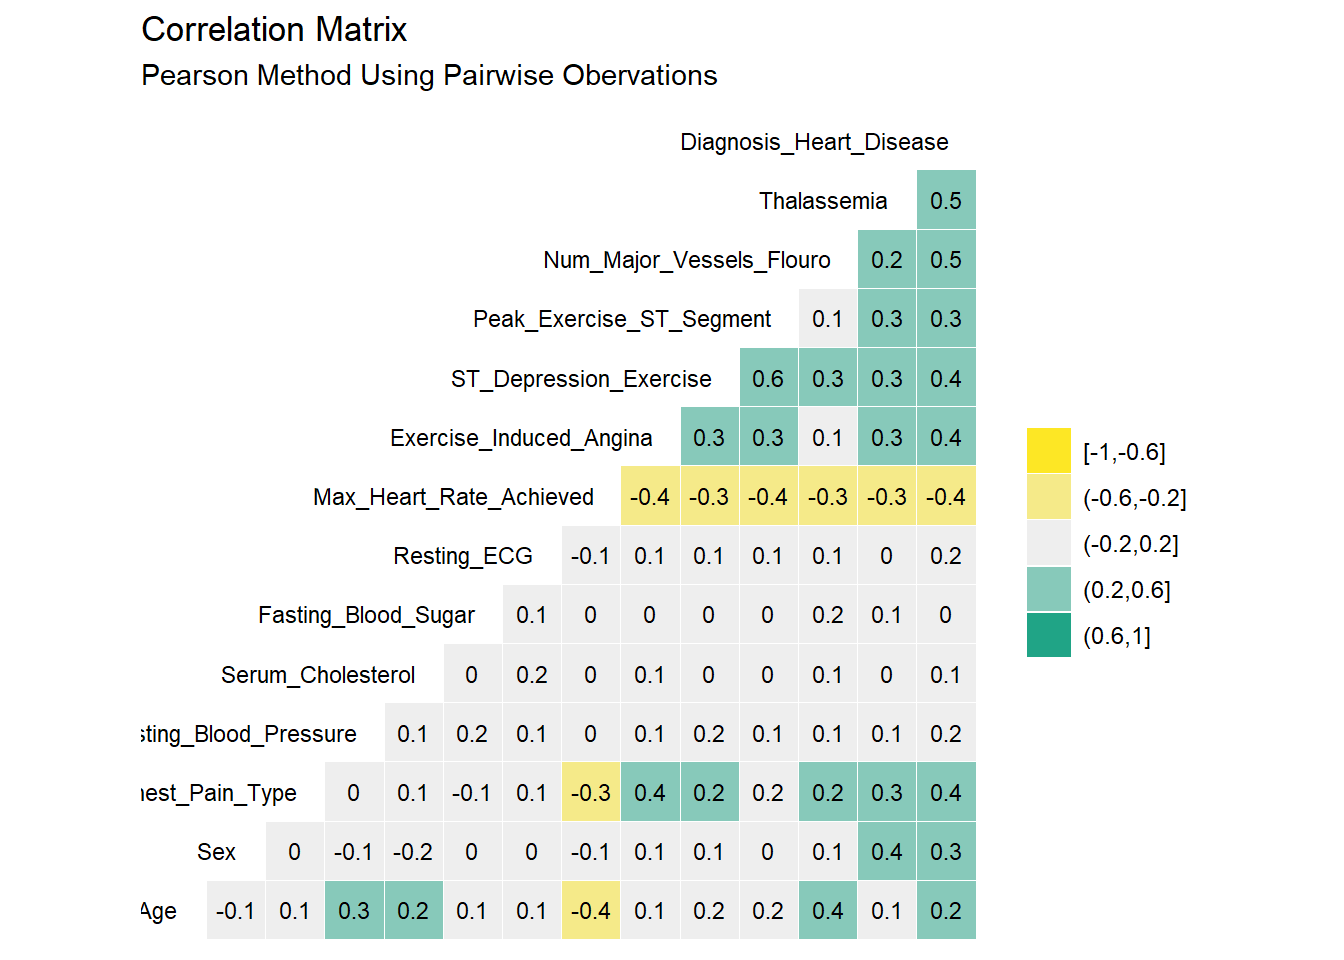 Correlation Matrix
Pearson Method Using Pairwise Obervations
Diagnosis_Heart_Disease
Thalassemia 0.5
Num_Major_Vessels_Flouro 0.2 0.5
Peak_Exercise_ST_Segment 0.1 0.3 0.3
ST_Depression_Exercise 0.6 0.3 0.3 0.4
Exercise_Induced_Angina 0.3 0.3 0.1 0.3 0.4
Max_Heart_Rate_Achieved -0.4 -0.3 -0.4 -0.3 -0.3 -0.4
Resting_ECG -0.1 0.1 0.1 0.1 0.1 0 0.2
Fasting_Blood_Sugar 0.1 0 0 0 0 0.2 0.1 0
Serum_Cholesterol 0 0.2 0 0.1 0 0 0.1 0 0.1
sting_Blood_Pressure 0.1 0.2 0.1 0 0.1 0.2 0.1 0.1 0.1 0.2
nest_Pain_Type 0 0.1 -0.1 0.1 -0.3 0.4 0.2 0.2 0.2 0.3 0.4
Sex 0 -0.1 -0.2 0 0 -0.1 0.1 0.1 0 0.1 0.4 0.3
Age -0.1 0.1 0.3 0.2 0.1 0.1 -0.4 0.1 0.2 0.2 0.4 0.1 0.2
[-1,-0.6]
(-0.6,-0.2]
(-0.2,0.2]
(0.2,0.6]
(0.6,1]